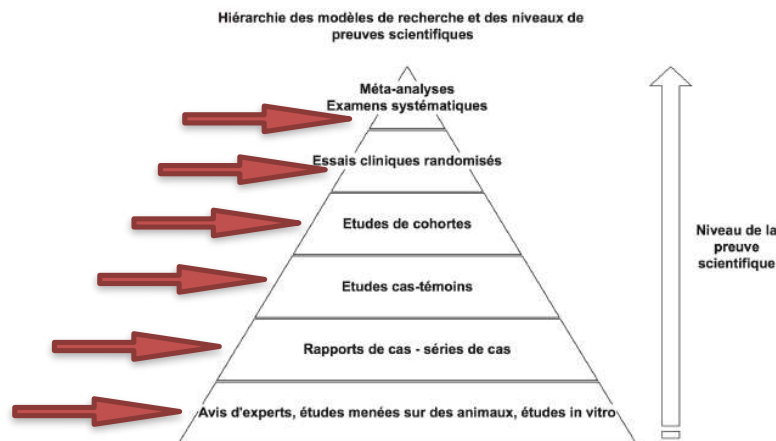 Hiérarchie des modèles de recherche et des niveaux de
preuves scientifiques
Méta-analyses
Examens systématiques
Essais cliniques randomisés
Etudes de cohortes
Etudes cas-témoins
Rapports de cas - séries de cas
Avis d'experts, études menées sur des animaux, études in vitro
Niveau de la
preuve
scientifique